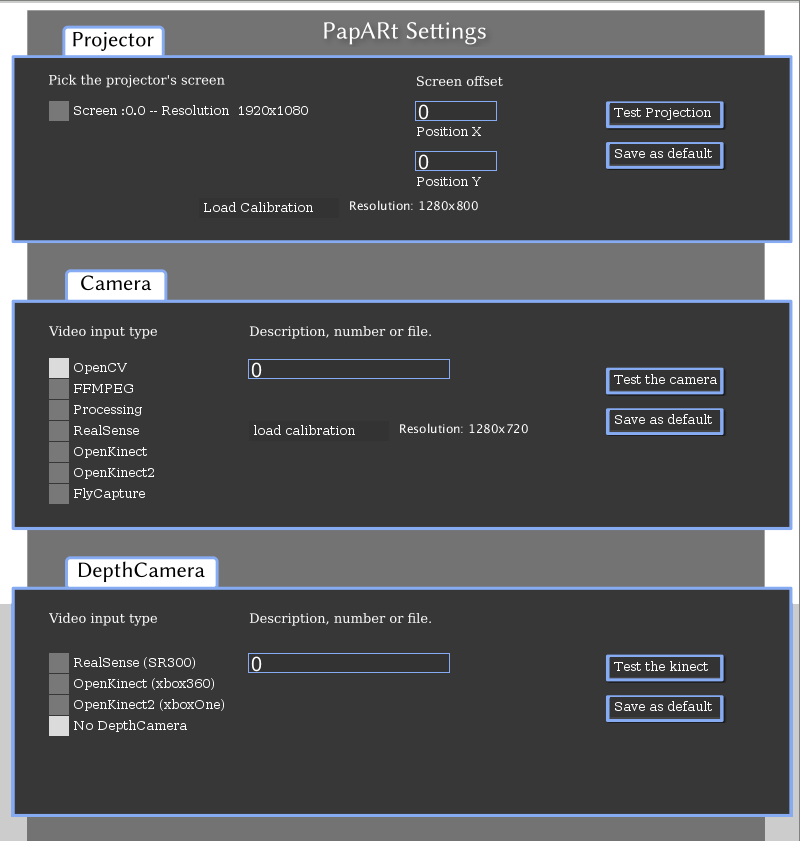 PapARt Settings
Projector
Pick the projector's screen
Screen offset
Screen :0.0 -- Resolution 1920x1080
0
Position X
Test Projection
0
Position Y
Save as default
Load Calibration
Resolution: 1280x800
Camera
Video input type
Description, number or file.
OpenCV
FFMPEG
Processing
RealSense
OpenKinect
OpenKinect2
FlyCapture
0
load calibration
Resolution: 1280x720
Test the camera
Save as default
DepthCamera
Video input type
Description, number or file.
RealSense (SR300)
OpenKinect (xbox360)
OpenKinect2 (xboxOne)
No DepthCamera
0
Test the kinect
Save as default